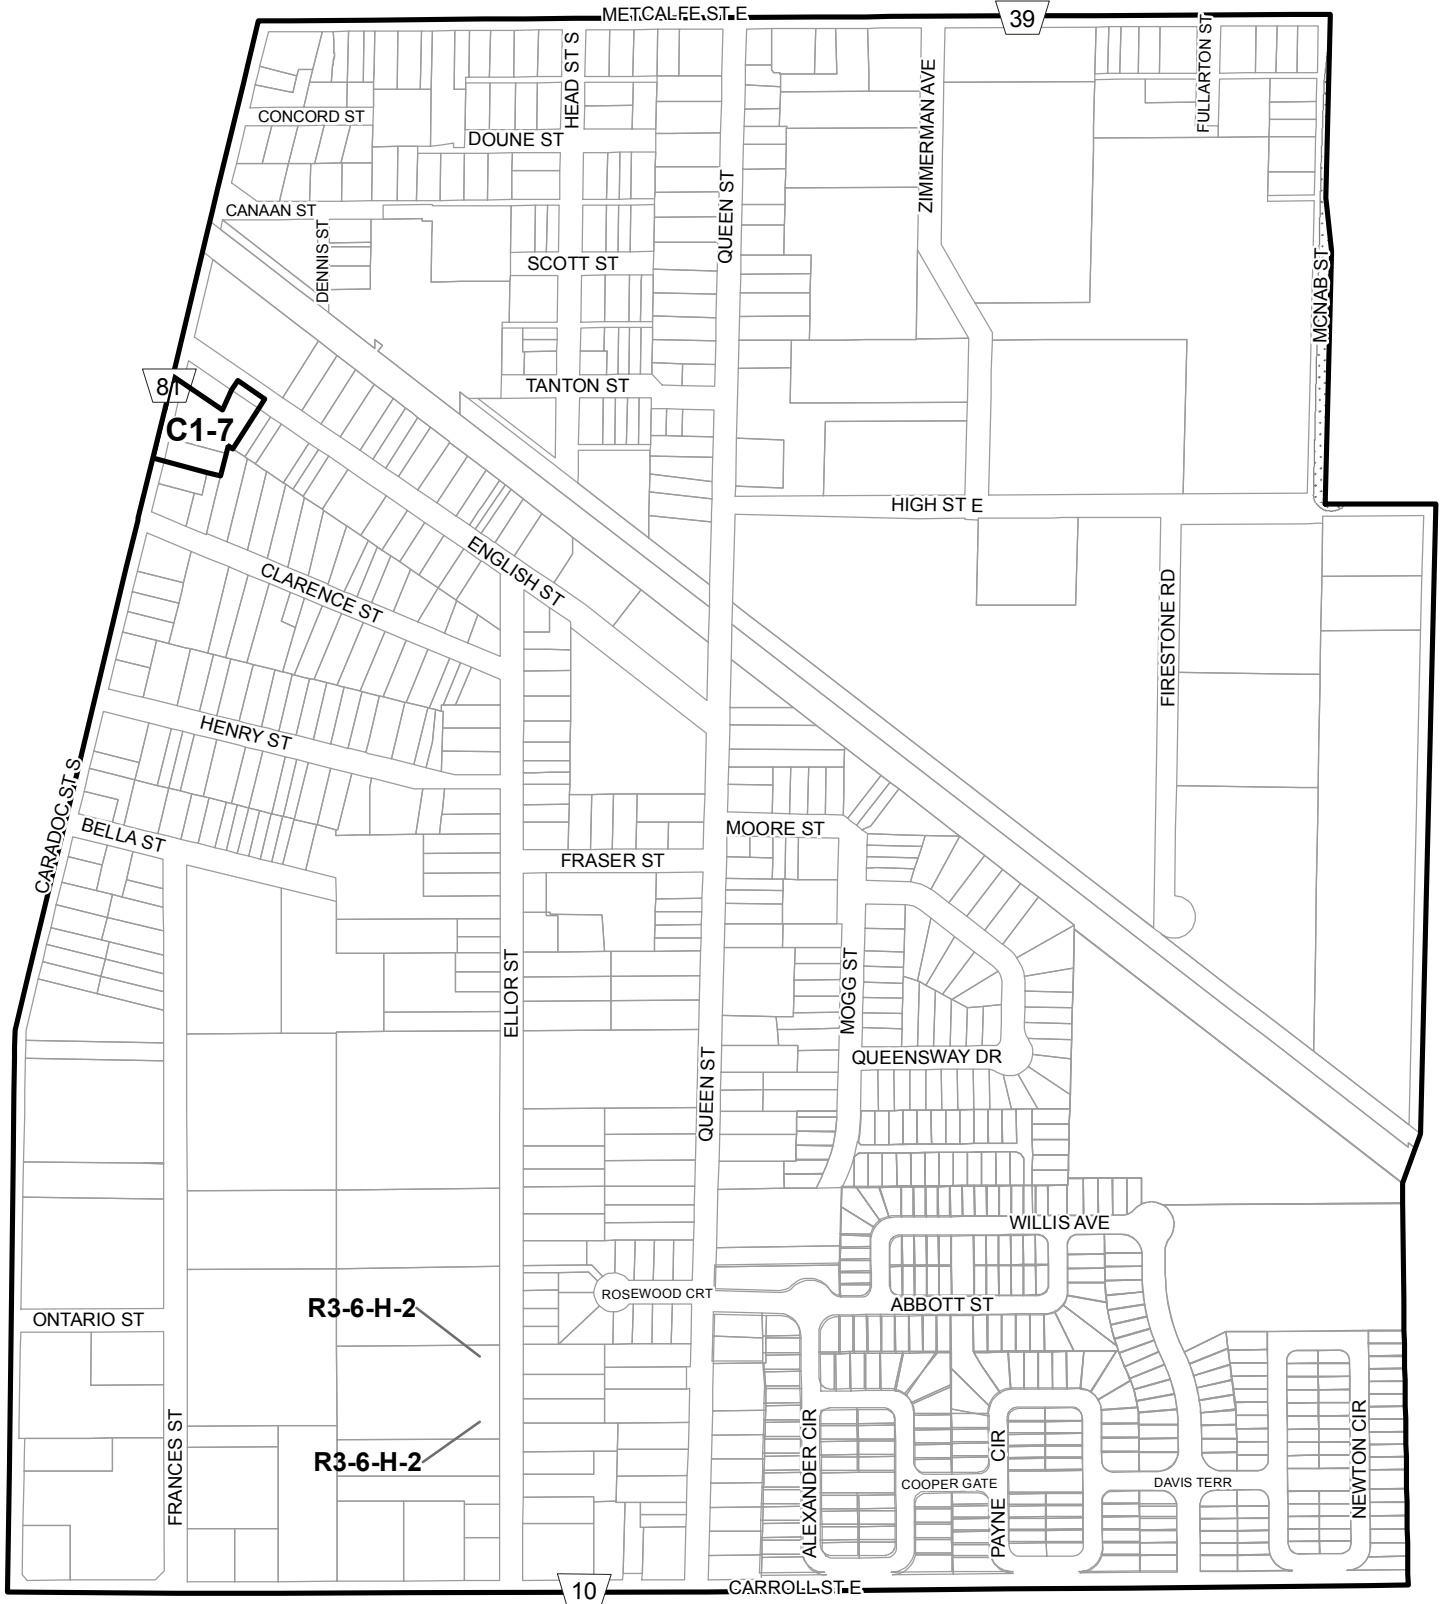 METCALFE ST E
39
FULLARTON ST
HEAD ST S
ZIMMERMAN AVE
CONCORD ST
DOUNE ST
QUEEN ST
CANAAN ST
DENNIS ST
SCOTT ST
MCNAB ST
81
TANTON ST
C1-7
HIGH ST E
ENGLISH ST
CLARENCE ST
FIRESTONE RD
HENRY ST
CARADOC ST S
BELLA ST
MOORE ST
FRASER ST
ELLOR ST
MOGG ST
QUEENSWAY DR
QUEEN ST
WILLIS AVE
ROSEWOOD CRT
ABBOTT ST
R3-6-H-2
ONTARIO ST
R3-6-H-2
FRANCES ST
ALEXANDER CIR
COOPER GATE
PAYNE CIR
DAVIS TERR
NEWTON CIR
10
CARROLL ST E